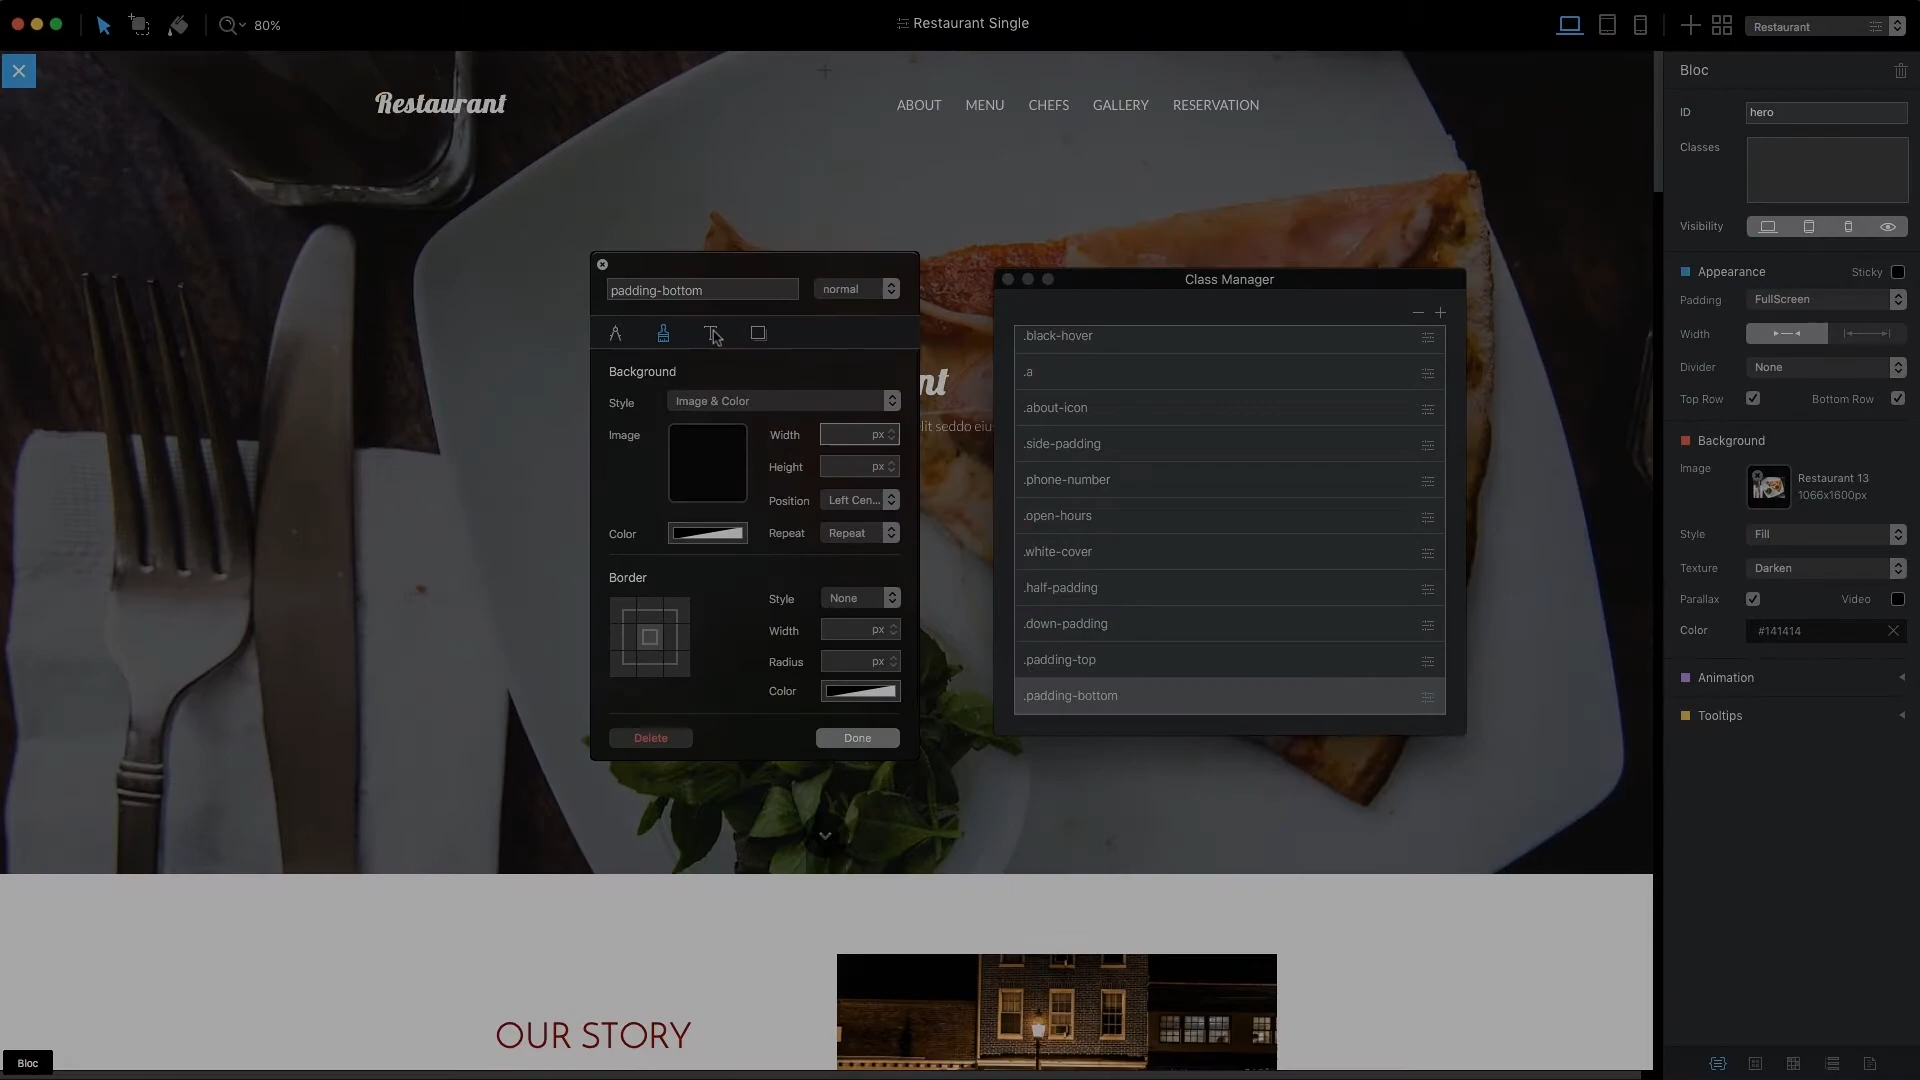 80%
Restaurant Single
Restaurant
Restaurant
ABOUT MENU CHEFS GALLERY RESERVATION
nt
elit seddo eius
padding-bottom
normal
Background
Style
Image & Color
Image
Width
px
Height
px
Position
Left Cen...
Color
Repeat
Repeat
Border
Style
None
Width
px
Radius
px
Color
Delete
Done
Class Manager
.black-hover
.a
.about-icon
.side-padding
.phone-number
.open-hours
.white-cover
.half-padding
.down-padding
.padding-top
.padding-bottom
Bloc
ID
hero
Classes
Visibility
Appearance
Sticky
Padding
FullScreen
Width
Divider
None
Top Row
Bottom Row
Background
Image
Restaurant 13
1066x1600px
Style
Fill
Texture
Darken
Parallax
Video
Color
#141414
Animation
Tooltips
OUR STORY
Bloc